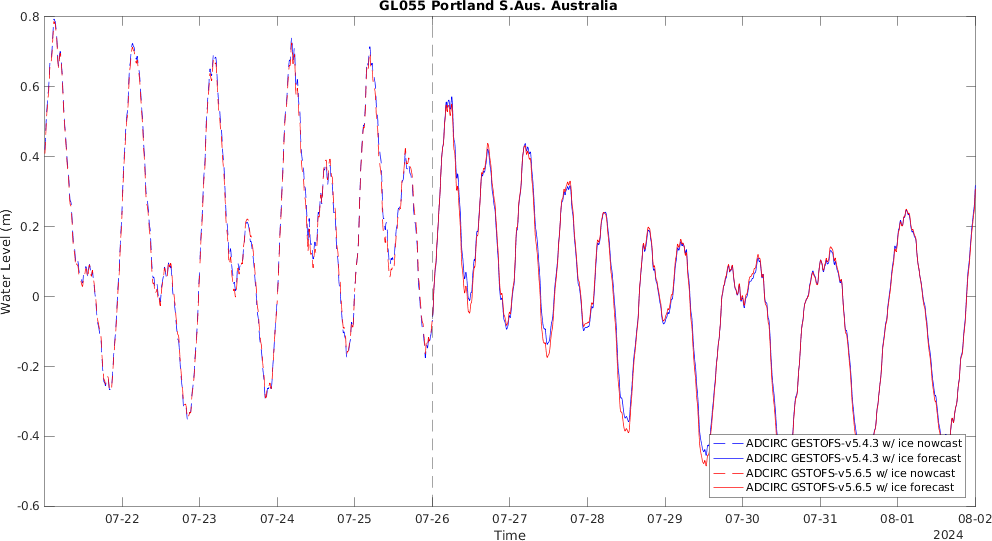 GL055 Portland S.Aus. Australia
0.8
0.6
0.4
0.2
0
-0.2
-0.4
-0.6
Water Level (m)
ADCIRC GESTOFS-v5.4.3 w/ ice nowcast
ADCIRC GESTOFS-v5.4.3 w/ ice forecast
ADCIRC GSTOFS-v5.6.5 w/ ice nowcast
ADCIRC GSTOFS-v5.6.5 w/ ice forecast
07-22 07-23 07-24 07-25 07-26 07-27 07-28 07-29 07-30 07-31 08-01 08-02
Time
2024